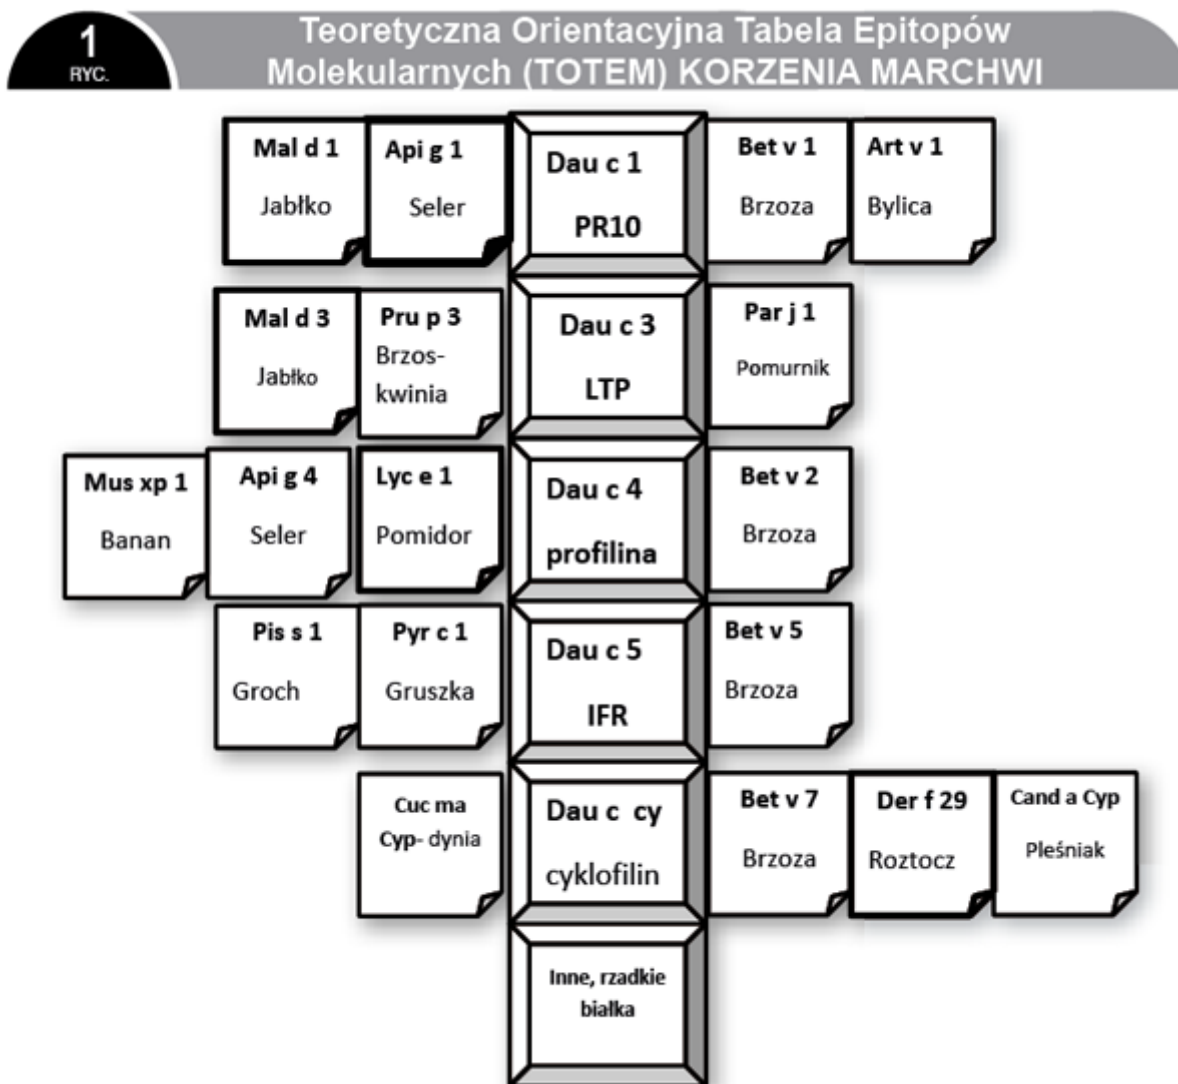 1
RYC.
Teoretyczna Orientacyjna Tabela Epitopów
Molekularnych (TOTEM) KORZENIA MARCHWI
Mal d 1
Jabłko
Api g 1
Seler
Dau c 1
PR10
Bet v 1
Brzoza
Art v 1
Bylica
Mal d 3
Jabłko
Pru p 3
Brzos-
kwinia
Dau c 3
LTP
Par j 1
Pomurnik
Mus xp 1
Banan
Api g 4
Seler
Lyc e 1
Pomidor
Dau c 4
profilina
Bet v 2
Brzoza
Pis s 1
Groch
Pyr c 1
Gruszka
Dau c 5
IFR
Bet v 5
Brzoza
Cuc ma
Cyp- dynia
Dau c cy
cyklofilin
Bet v 7
Brzoza
Der f 29
Roztocz
Cand a Cyp
Pleśniak
Inne, rzadkie
białka